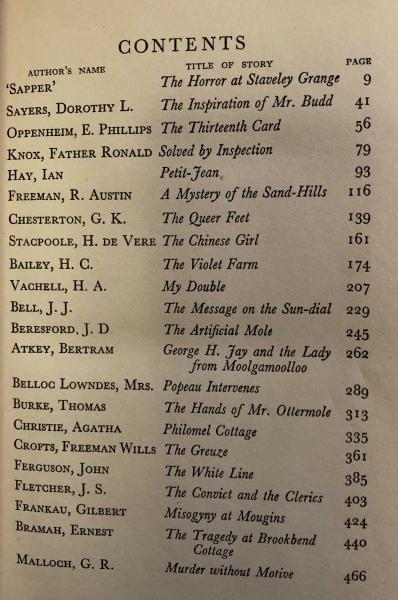 CONTENTS
AUTHOR'S NAME TITLE OF STORY PAGE
'SAPPER' The Horror at Staveley Grange 9
SAYERS, DOROTHY L. The Inspiration of Mr. Budd 41
OPPENHEIM, E. PHILLIPS The Thirteenth Card 56
KNOX, FATHER RONALD Solved by Inspection 79
HAY, IAN Petit-Jean 93
FREEMAN, R. AUSTIN A Mystery of the Sand-Hills 116
CHESTERTON, G. K. The Queer Feet 139
STACPOOLE, H. DE VERE The Chinese Girl 161
BAILEY, H. C. The Violet Farm 174
VACHELL, H. A. My Double 207
BELL, J. J. The Message on the Sun-dial 229
BERESFORD, J. D The Artificial Mole 245
ATKEY, BERTRAM George H. Jay and the Lady 262
from Moolgamoolloo
BELLOC LOWNDES, MRS. Popeau Intervenes 289
BURKE, THOMAS The Hands of Mr. Ottermole 313
CHRISTIE, AGATHA Philomel Cottage 335
CROFTS, FREEMAN WILLS The Greuze 361
FERGUSON, JOHN The White Line 385
FLETCHER, J. S. The Convict and the Clerics 403
FRANKAU, GILBERT Misogyny at Mougins 424
BRAMAH, ERNEST The Tragedy at Brookbend 440
Cottage
MALLOCH, G. R. Murder without Motive 466